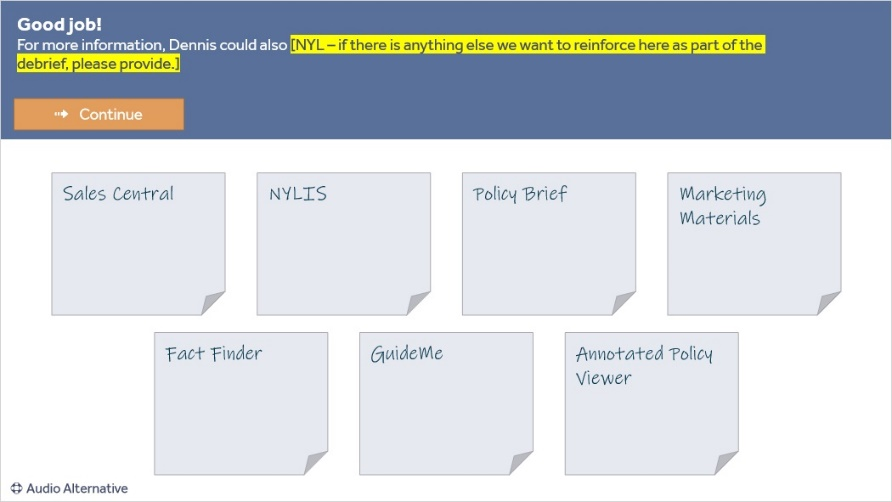 Good job!
For more information, Dennis could also [NYL – if there is anything else we want to reinforce here as part of the
debrief, please provide.]
Continue
Sales Central
NYLIS
Policy Brief
Marketing
Materials
Fact Finder
GuideMe
Annotated Policy
Viewer
Audio Alternative